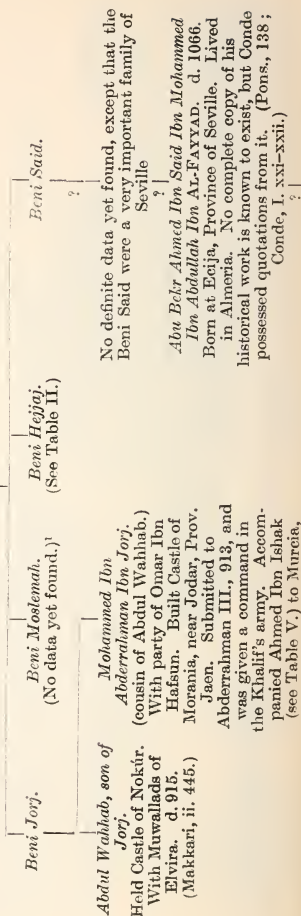 Beni Jorj.
Abdul Wahhab, son of
Jorj.
Held Castle of Nokúr.
With Muwallads of
Elvira. d. 915.
(Makkari, ii. 445.)
Mohammed Ibn
Abderrahman Ibn Jorj.
(cousin of Abdul Wahhab.)
With party of Omar Ibn
Hafsun. Built Castle of
Morania, near Jodar, Prov.
Jaen. Submitted to
Abderrahman III., 913, and
was given a command in
the Khalif's army. Accom-
panied Ahmed Ibn Ishak
(see Table V.) to Murcia,
Beni Moslemah.
(No data yet found.)¹
Beni Hejjaj.
(See Table II.)
Beni Said.
?
No definite data yet found, except that the
Beni Said were a very important family of
Seville
?
Abu Bekr Ahmed Ibn Said Ibn Mohammed
Ibn Abdullah Ibn AL-FAYYAD. d. 1066.
Born at Ecija, Province of Seville. Lived
in Almeria. No complete copy of his
historical work is known to exist, but Conde
possessed quotations from it. (Pons., 138;
Conde, I. xxi-xxii.)
?